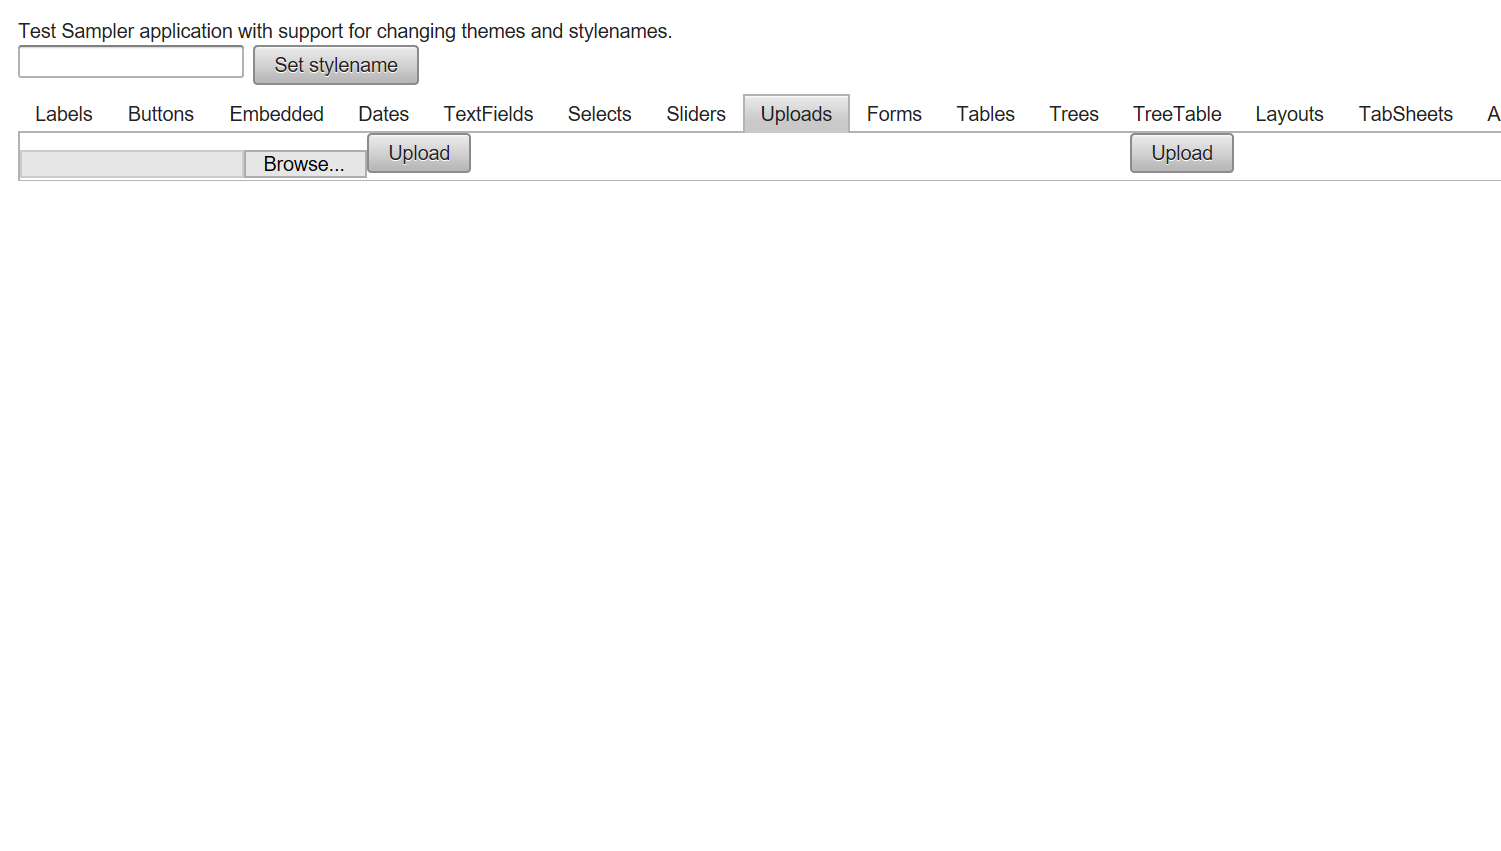 Test Sampler application with support for changing themes and stylenames.
Set stylename
Labels Buttons Embedded Dates TextFields Selects Sliders Uploads Forms Tables Trees TreeTable Layouts TabSheets A
Browse... Upload Upload